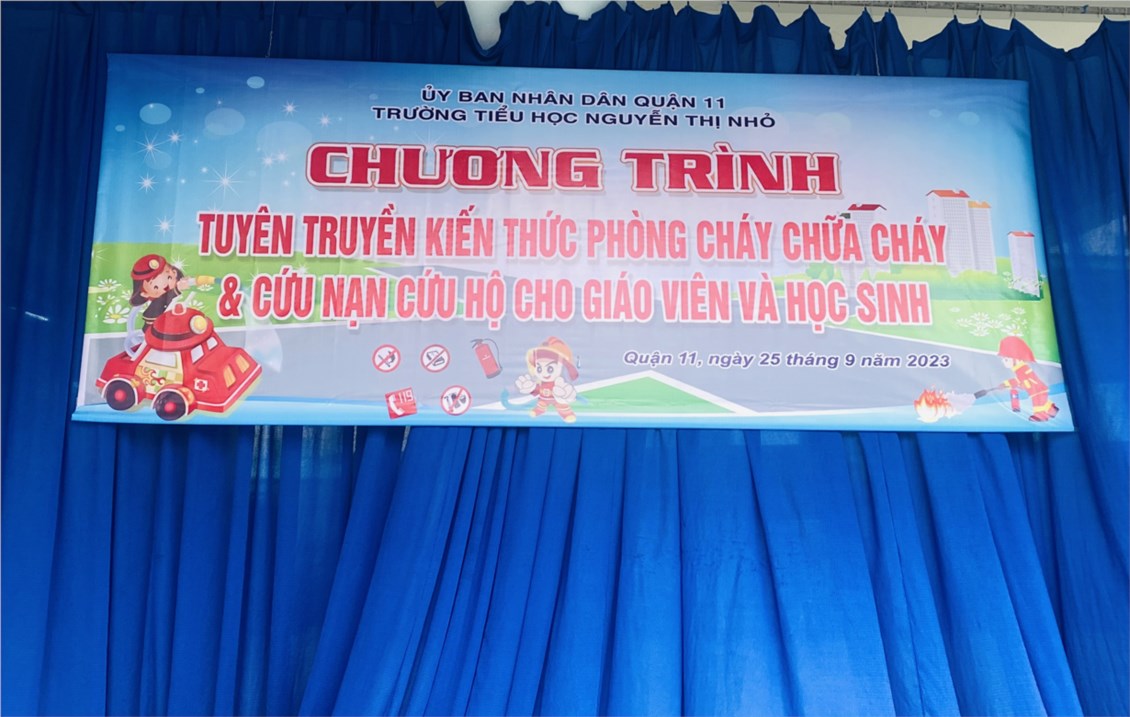 ỦY BAN NHÂN DÂN QUẬN 11
TRƯỜNG TIỂU HỌC NGUYỄN THỊ NHỎ
CHƯƠNG TRÌNH
TUYÊN TRUYỀN KIẾN THỨC PHÒNG CHÁY CHỮA CHÁY
& CỨU NẠN CỨU HỘ CHO GIÁO VIÊN VÀ HỌC SINH
Quận 11, ngày 25 tháng 9 năm 2023
119